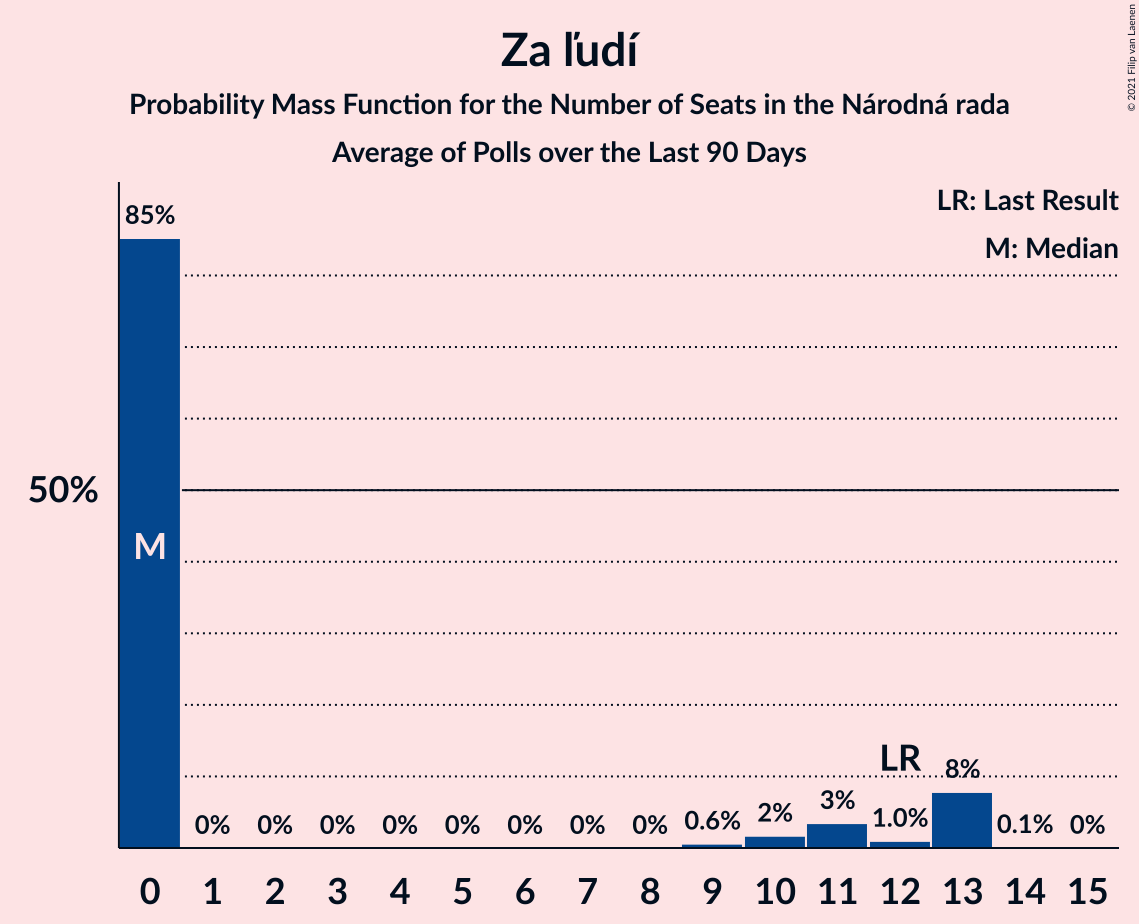 Za ľudí
Probability Mass Function for the Number of Seats in the Národná rada
Average of Polls over the Last 90 Days
© 2021 Filip van Laenen
LR: Last Result
M: Median
85%
50%
M
LR
0% 0% 0% 0% 0% 0% 0% 0% 0.6% 2% 3% 1.0% 8% 0.1% 0%
0 1 2 3 4 5 6 7 8 9 10 11 12 13 14 15